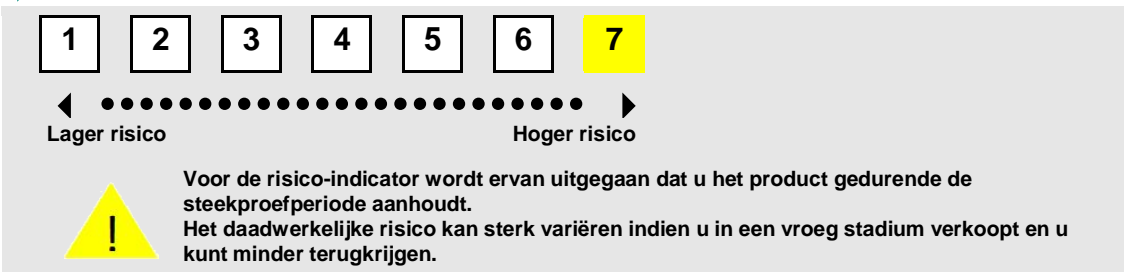 1 2 3 4 5 6 7
Lager risico Hoger risico
!
Voor de risico-indicator wordt ervan uitgegaan dat u het product gedurende de
steekproefperiode aanhoudt.
Het daadwerkelijke risico kan sterk variëren indien u in een vroeg stadium verkoopt en u
kunt minder terugkrijgen.